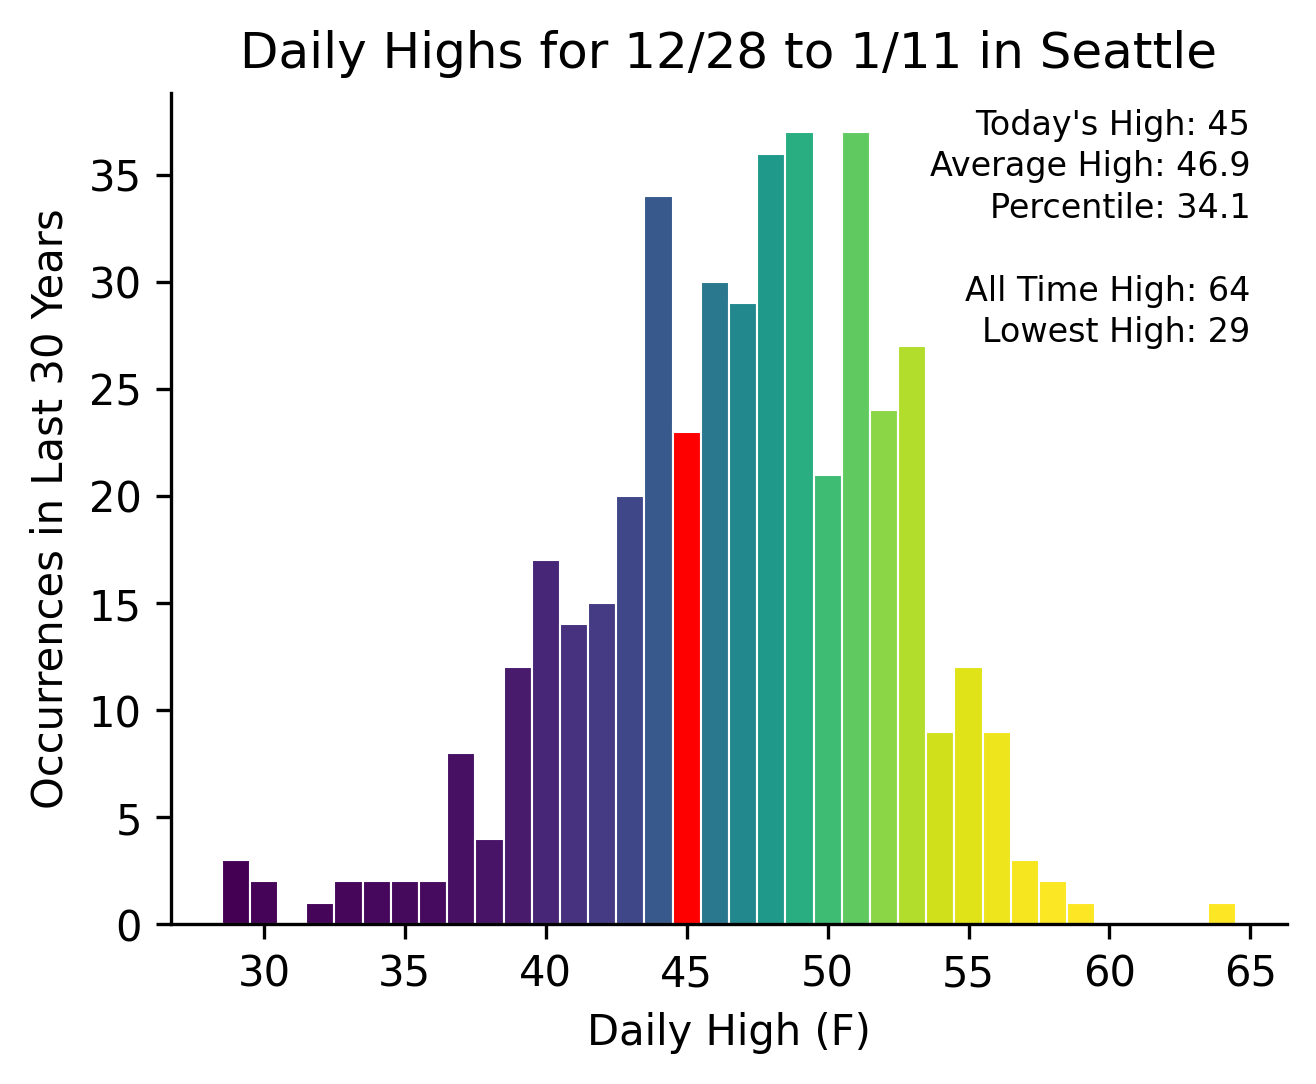 Daily Highs for 12/28 to 1/11 in Seattle
Today's High: 45
Average High: 46.9
Percentile: 34.1
All Time High: 64
Lowest High: 29
Occurrences in Last 30 Years
35
30
25
20
15
10
5
0
30 35 40 45 50 55 60 65
Daily High (F)